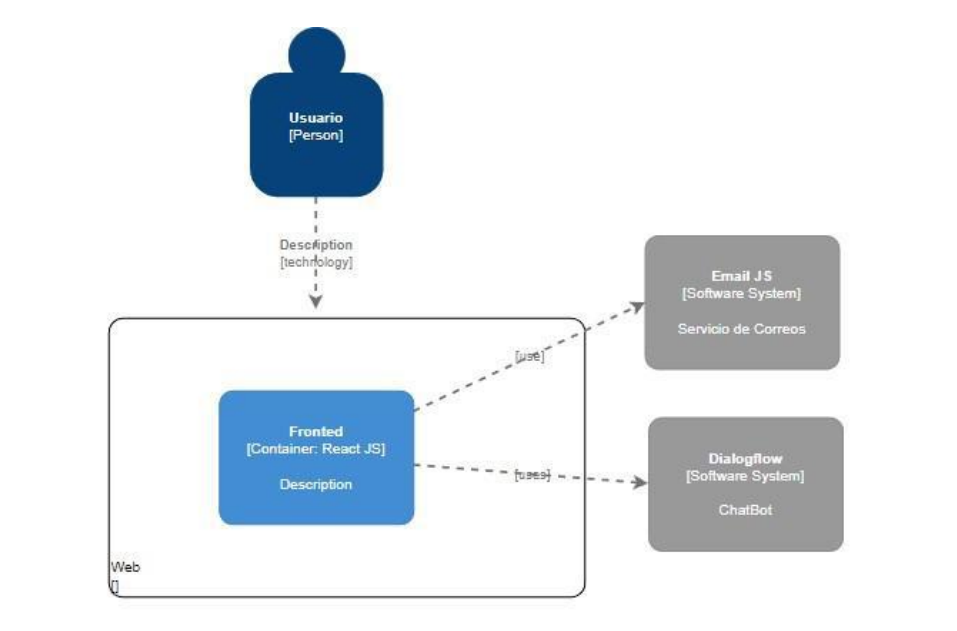 Usuario
[Person]
Description
[technology]
Email JS
[Software System]
Servicio de Correos
[use]
Fronted
[Container: React JS]
Description
[uses]
Dialogflow
[Software System]
ChatBot
Web
[]